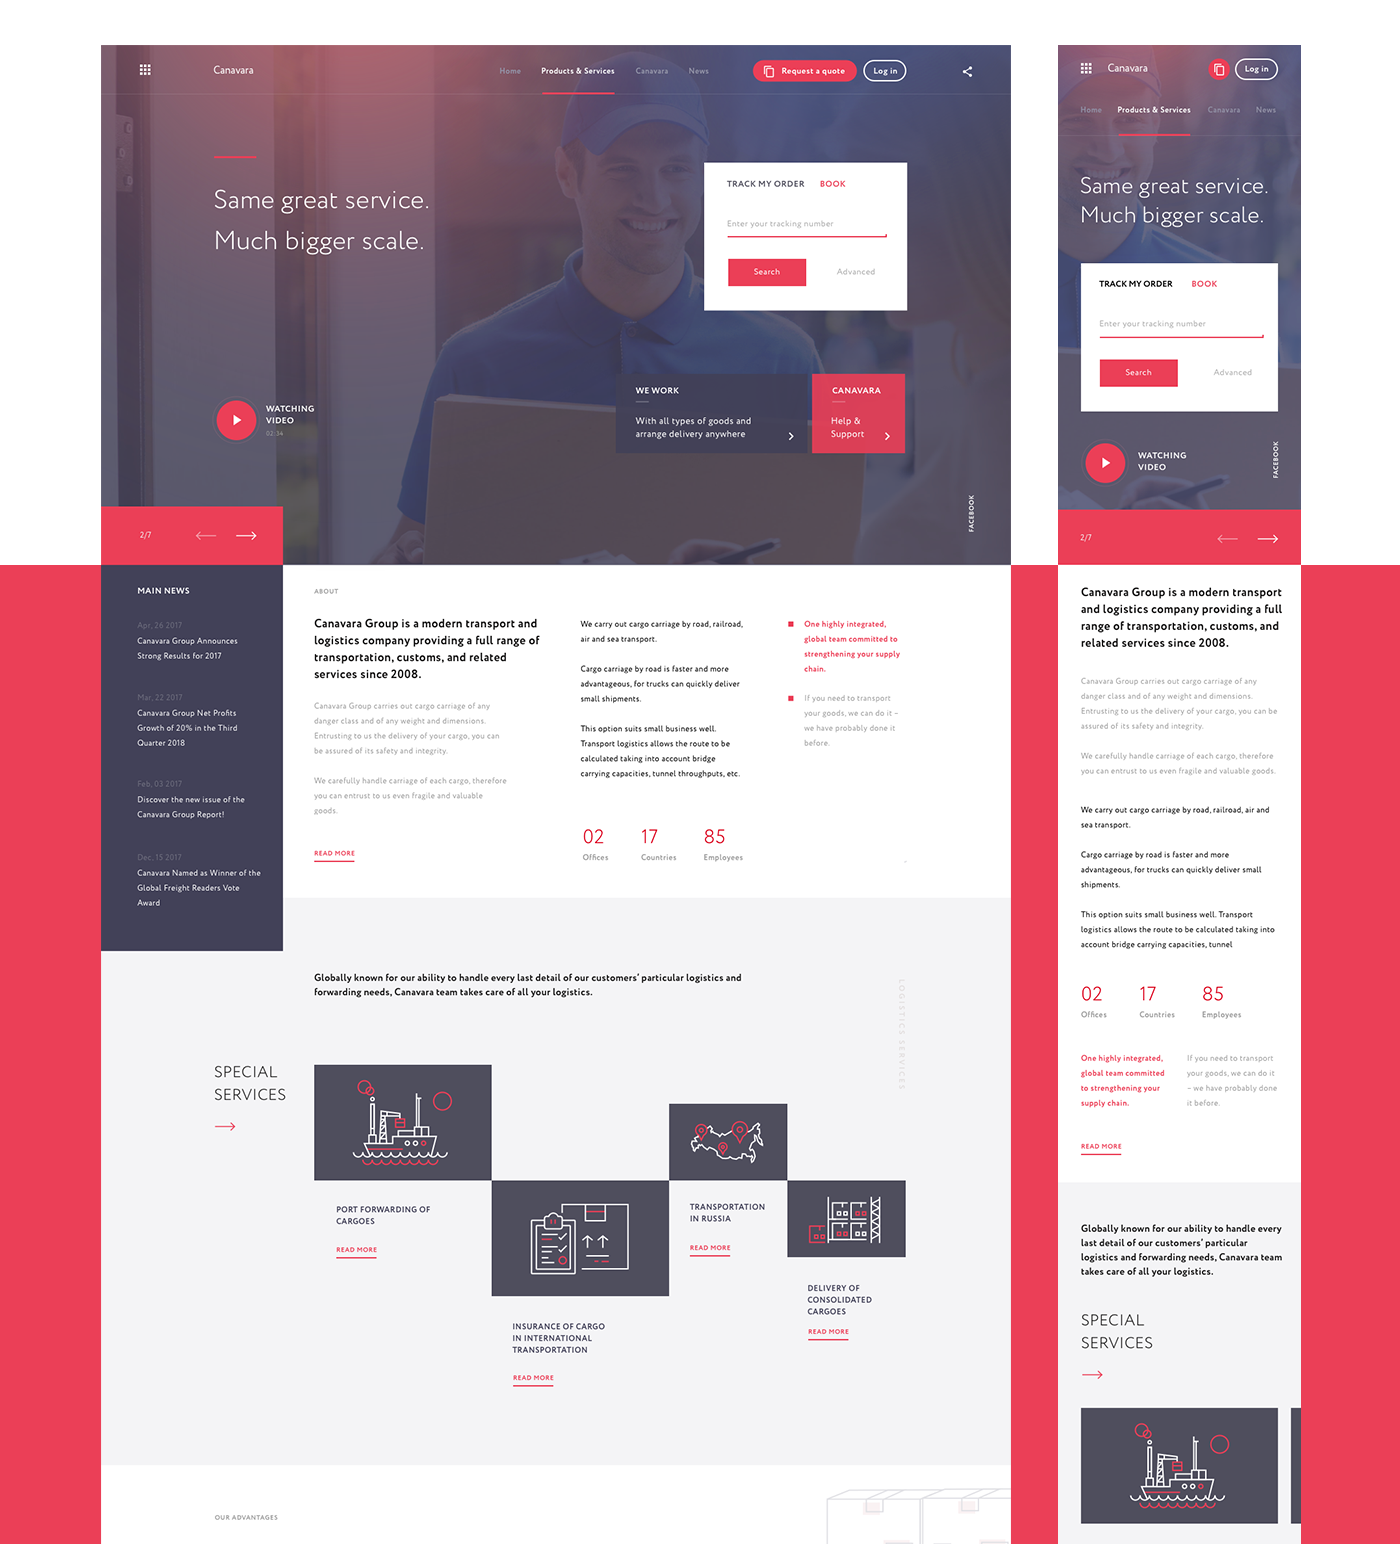 Canavara
Home
Products & Services
Canavara
News
Request a quote
Log in
Same great service.
Much bigger scale.
TRACK MY ORDER
BOOK
Enter your tracking number
Search
Advanced
WE WORK
With all types of goods and
arrange delivery anywhere
CANAVARA
Help &
Support
WATCHING
VIDEO
02:34
FACEBOOK
2/7
MAIN NEWS
Apr, 26 2017
Canavara Group Announces
Strong Results for 2017
Mar, 22 2017
Canavara Group Net Profits
Growth of 20% in the Third
Quarter 2018
Feb, 03 2017
Discover the new issue of the
Canavara Group Report!
Dec, 15 2017
Canavara Named as Winner of the
Global Freight Readers Vote
Award
ABOUT
Canavara Group is a modern transport and
logistics company providing a full range of
transportation, customs, and related
services since 2008.
Canavara Group carries out cargo carriage of any
danger class and of any weight and dimensions.
Entrusting to us the delivery of your cargo, you can
be assured of its safety and integrity.
We carefully handle carriage of each cargo, therefore
you can entrust to us even fragile and valuable
goods.
READ MORE
We carry out cargo carriage by road, railroad,
air and sea transport.
Cargo carriage by road is faster and more
advantageous, for trucks can quickly deliver
small shipments.
This option suits small business well.
Transport logistics allows the route to be
calculated taking into account bridge
carrying capacities, tunnel throughputs, etc.
02
Offices
17
Countries
85
Employees
One highly integrated,
global team committed to
strengthening your supply
chain.
If you need to transport
your goods, we can do it –
we have probably done it
before.
Globally known for our ability to handle every last detail of our customers' particular logistics and
forwarding needs, Canavara team takes care of all your logistics.
LOGISTICS SERVICES
SPECIAL
SERVICES
PORT FORWARDING OF
CARGOES
READ MORE
INSURANCE OF CARGO
IN INTERNATIONAL
TRANSPORTATION
READ MORE
TRANSPORTATION
IN RUSSIA
READ MORE
DELIVERY OF
CONSOLIDATED
CARGOES
READ MORE
OUR ADVANTAGES
Canavara
Log in
Home
Products & Services
Canavara
News
Same great service.
Much bigger scale.
TRACK MY ORDER
BOOK
Enter your tracking number
Search
Advanced
WATCHING
VIDEO
FACEBOOK
2/7
Canavara Group is a modern transport
and logistics company providing a full
range of transportation, customs, and
related services since 2008.
Canavara Group carries out cargo carriage of any
danger class and of any weight and dimensions.
Entrusting to us the delivery of your cargo, you can be
assured of its safety and integrity.
We carefully handle carriage of each cargo, therefore
you can entrust to us even fragile and valuable goods.
We carry out cargo carriage by road, railroad, air and
sea transport.
Cargo carriage by road is faster and more
advantageous, for trucks can quickly deliver small
shipments.
This option suits small business well. Transport
logistics allows the route to be calculated taking into
account bridge carrying capacities, tunnel
02
Offices
17
Countries
85
Employees
One highly integrated,
global team committed
to strengthening your
supply chain.
If you need to transport
your goods, we can do it
– we have probably done
it before.
READ MORE
Globally known for our ability to handle every
last detail of our customers' particular
logistics and forwarding needs, Canavara team
takes care of all your logistics.
SPECIAL
SERVICES